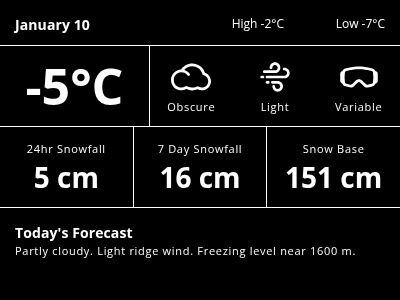 January 10 High -2°C Low -7°C
-5°C
Obscure Light Variable
24hr Snowfall 7 Day Snowfall Snow Base
5 cm 16 cm 151 cm
Today's Forecast
Partly cloudy. Light ridge wind. Freezing level near 1600 m.